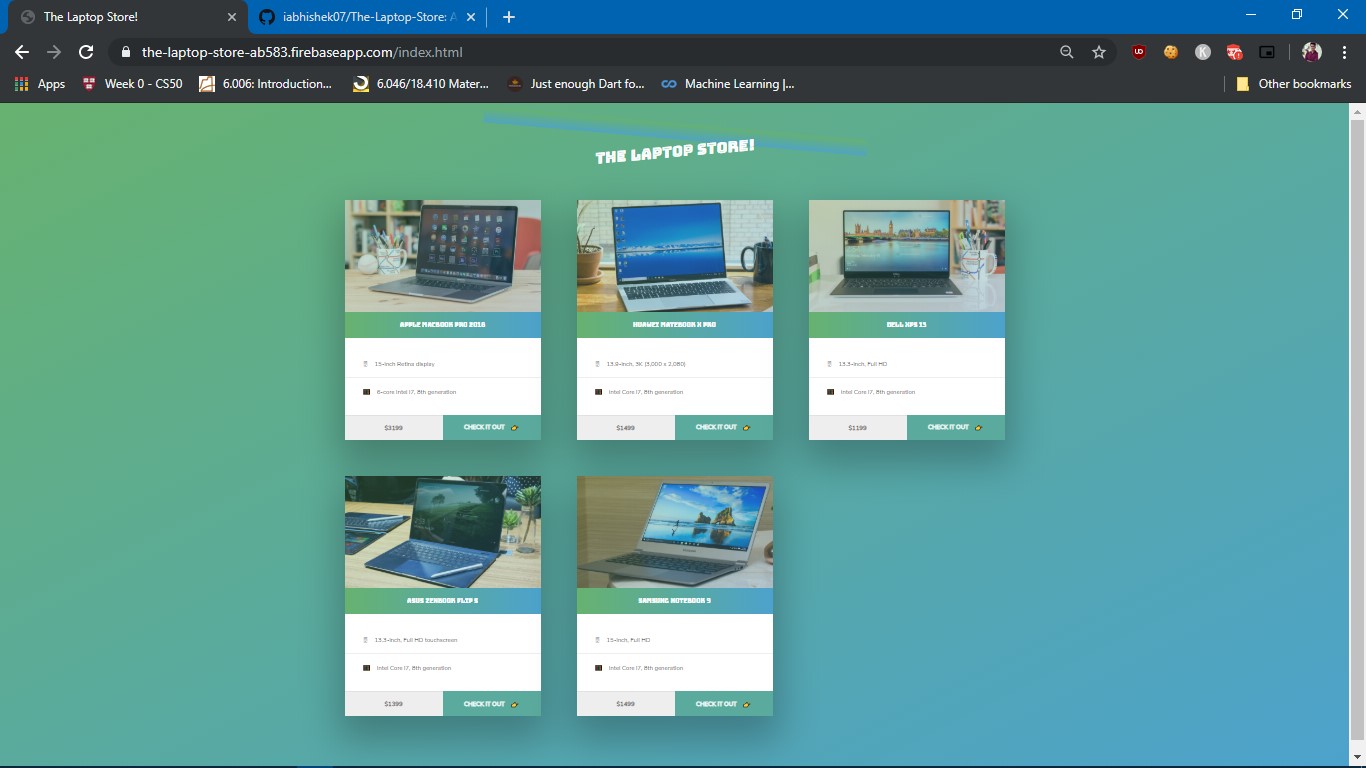 The Laptop Store!
iabhishek07/The-Laptop-Store: A
the-laptop-store-ab583.firebaseapp.com/index.html
Apps
Week 0 - CS50
6.006: Introduction...
6.046/18.410 Mater...
Just enough Dart fo...
Machine Learning |...
Other bookmarks
THE LAPTOP STORE!
APPLE MACBOOK PRO 2018
HUAWEI MATEBOOK X PRO
DELL XPS 13
15-inch Retina display
13.9-inch, 3K (3,000 x 2,080)
13.3-inch, Full HD
6-core Intel i7, 8th generation
Intel Core i7, 8th generation
Intel Core i7, 8th generation
$3199
CHECK IT OUT
$1499
CHECK IT OUT
$1199
CHECK IT OUT
ASUS ZENBOOK FLIP S
SAMSUNG NOTEBOOK 9
13.3-inch, Full HD touchscreen
15-inch, Full HD
Intel Core i7, 8th generation
Intel Core i7, 8th generation
$1399
CHECK IT OUT
$1499
CHECK IT OUT